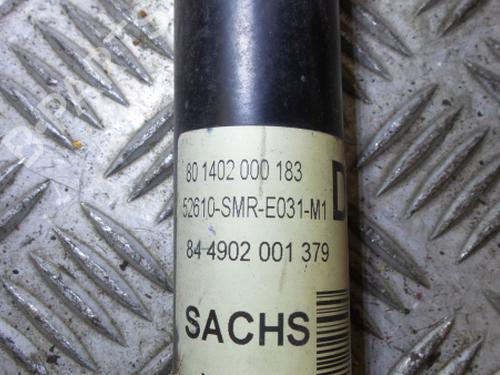 80 1402 000 183
52610-SMR-E031-M1
D
84 4902 001 379
SACHS